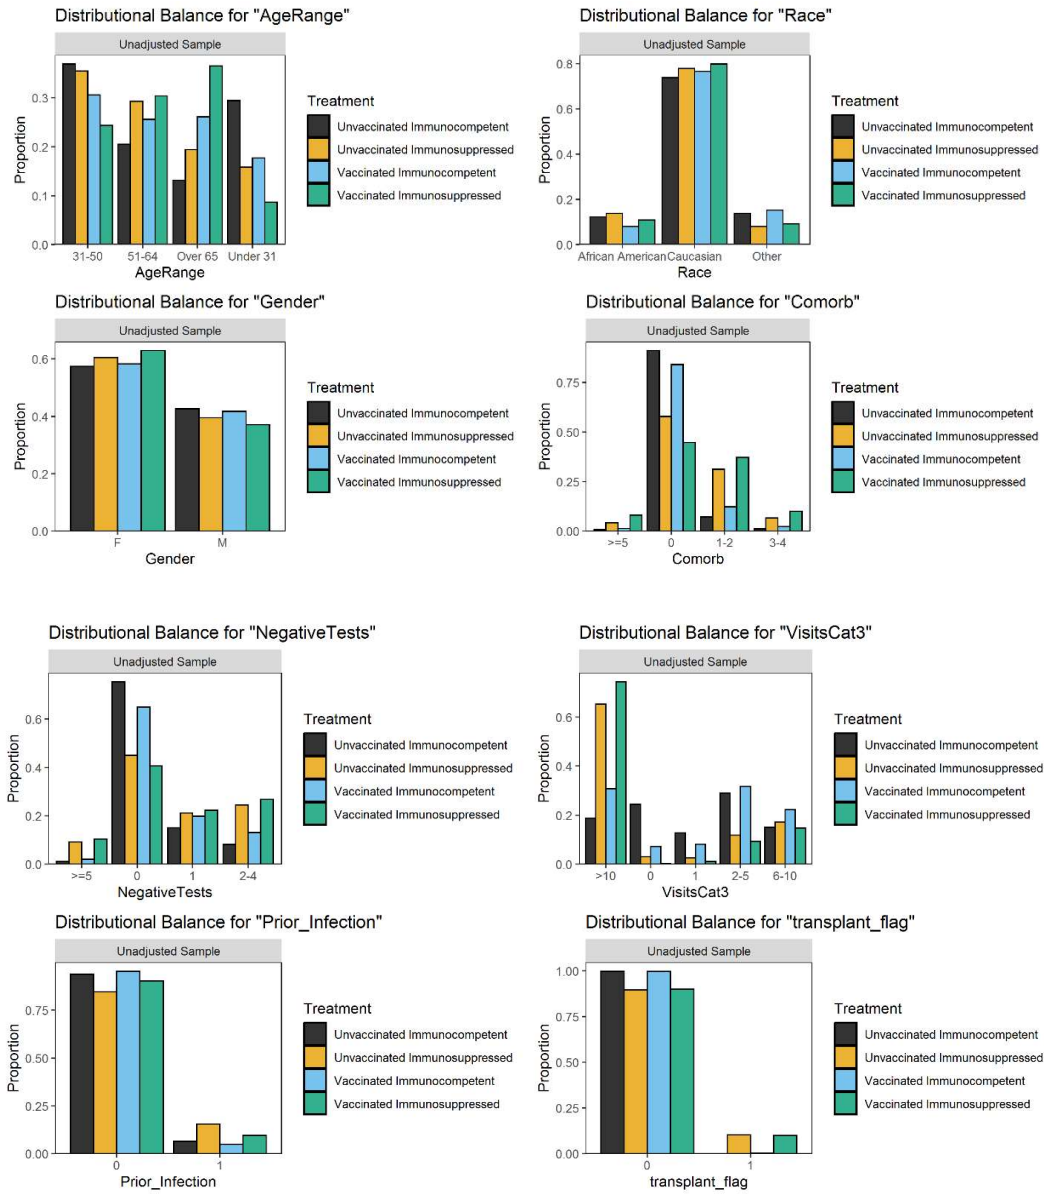 Distributional Balance for "AgeRange"
Unadjusted Sample
Proportion
0.3
0.2
0.1
0.0
31-50 51-64 Over 65 Under 31
AgeRange
Treatment
Unvaccinated Immunocompetent
Unvaccinated Immunosuppressed
Vaccinated Immunocompetent
Vaccinated Immunosuppressed
Distributional Balance for "Race"
Unadjusted Sample
Proportion
0.8
0.6
0.4
0.2
0.0
African American Caucasian Other
Race
Treatment
Unvaccinated Immunocompetent
Unvaccinated Immunosuppressed
Vaccinated Immunocompetent
Vaccinated Immunosuppressed
Distributional Balance for "Gender"
Unadjusted Sample
Proportion
0.6
0.4
0.2
0.0
F M
Gender
Treatment
Unvaccinated Immunocompetent
Unvaccinated Immunosuppressed
Vaccinated Immunocompetent
Vaccinated Immunosuppressed
Distributional Balance for "Comorb"
Unadjusted Sample
Proportion
0.75
0.50
0.25
0.00
>=5 0 1-2 3-4
Comorb
Treatment
Unvaccinated Immunocompetent
Unvaccinated Immunosuppressed
Vaccinated Immunocompetent
Vaccinated Immunosuppressed
Distributional Balance for "NegativeTests"
Unadjusted Sample
Proportion
0.6
0.4
0.2
0.0
>=5 0 1 2-4
NegativeTests
Treatment
Unvaccinated Immunocompetent
Unvaccinated Immunosuppressed
Vaccinated Immunocompetent
Vaccinated Immunosuppressed
Distributional Balance for "VisitsCat3"
Unadjusted Sample
Proportion
0.6
0.4
0.2
0.0
>10 0 1 2-5 6-10
VisitsCat3
Treatment
Unvaccinated Immunocompetent
Unvaccinated Immunosuppressed
Vaccinated Immunocompetent
Vaccinated Immunosuppressed
Distributional Balance for "Prior_Infection"
Unadjusted Sample
Proportion
0.75
0.50
0.25
0.00
0 1
Prior_Infection
Treatment
Unvaccinated Immunocompetent
Unvaccinated Immunosuppressed
Vaccinated Immunocompetent
Vaccinated Immunosuppressed
Distributional Balance for "transplant_flag"
Unadjusted Sample
Proportion
1.00
0.75
0.50
0.25
0.00
0 1
transplant_flag
Treatment
Unvaccinated Immunocompetent
Unvaccinated Immunosuppressed
Vaccinated Immunocompetent
Vaccinated Immunosuppressed